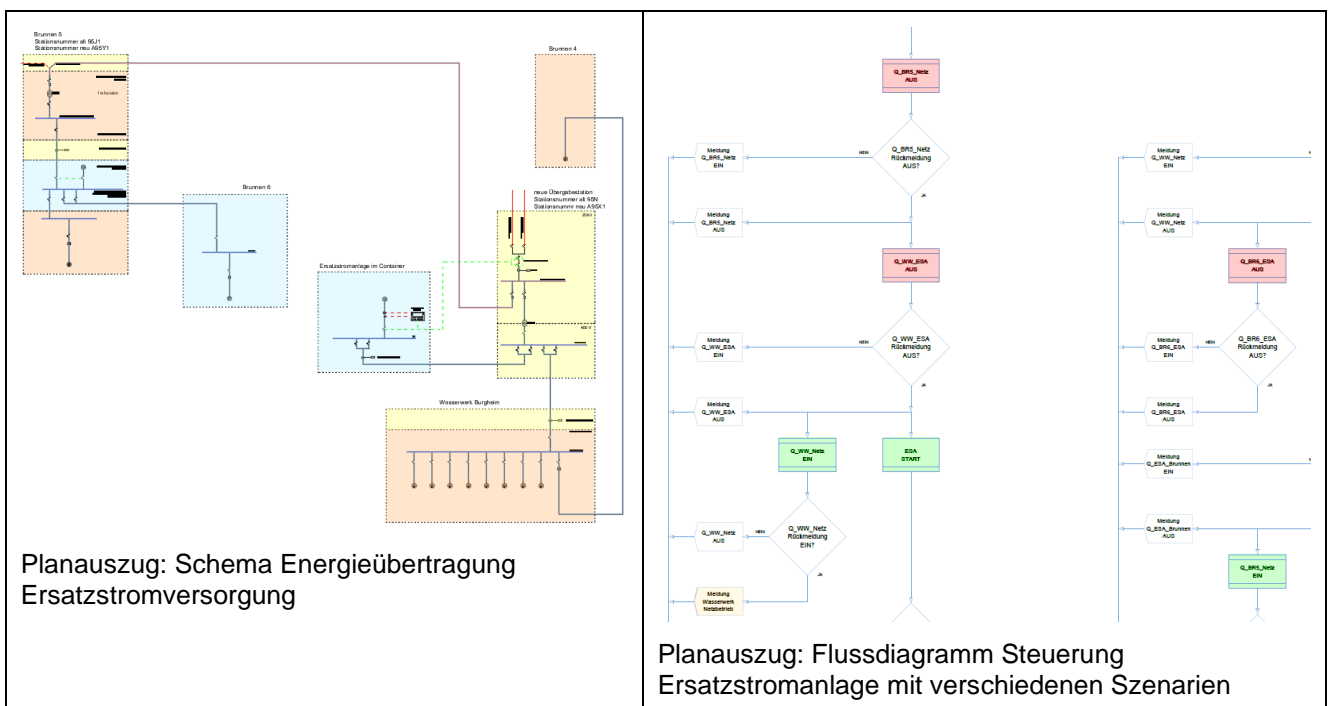 Brunnen 5
Stationsnummer alt 95J1
Stationsnummer neu A95Y1
Trafostation
Brunnen 4
Brunnen 6
neue Übergabestation
Stationsnummer alt 95N
Stationsnummr neu A95X1
20kV
Ersatzstromanlage im Container
400 V
Wasserwerk Burgheim
Planauszug: Schema Energieübertragung
Ersatzstromversorgung
Q_BR5_Netz
AUS
Q_BR5_Netz
Rückmeldung
AUS?
NEIN
JA
Meldung
Q_BR5_Netz
EIN
Meldung
Q_BR5_Netz
AUS
Q_WW_ESA
AUS
Q_WW_ESA
Rückmeldung
AUS?
NEIN
JA
Meldung
Q_WW_ESA
EIN
Meldung
Q_WW_ESA
AUS
Q_WW_Netz
EIN
ESA
START
Q_WW_Netz
Rückmeldung
EIN?
NEIN
JA
Meldung
Q_WW_Netz
AUS
Meldung
Wasserwerk
Netzbetrieb
Meldung
Q_WW_Netz
EIN
Meldung
Q_WW_Netz
AUS
Q_BR6_ESA
AUS
Q_BR6_ESA
Rückmeldung
AUS?
NEIN
JA
Meldung
Q_BR6_ESA
EIN
Meldung
Q_BR6_ESA
AUS
Meldung
Q_ESA_Brunnen
EIN
Meldung
Q_ESA_Brunnen
AUS
Q_BR5_Netz
EIN
Planauszug: Flussdiagramm Steuerung
Ersatzstromanlage mit verschiedenen Szenarien